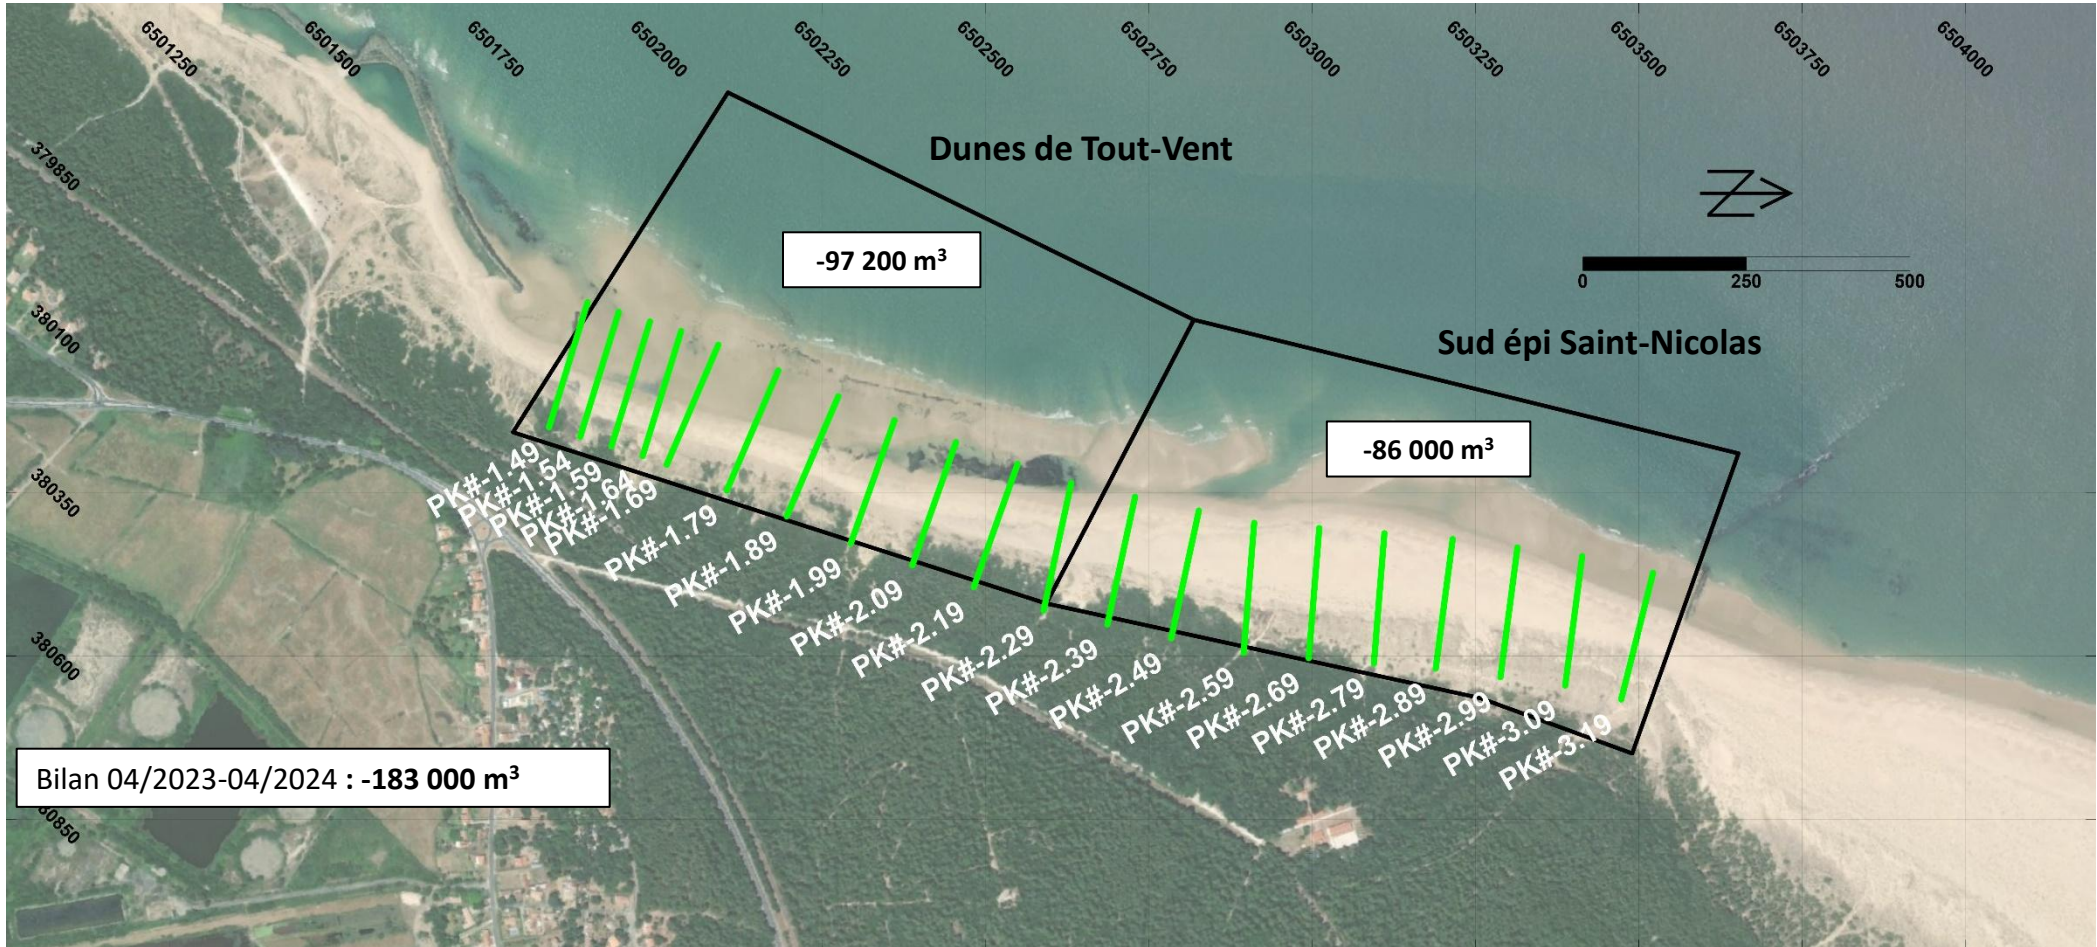 6501250
6501500
6501750
6502000
6502250
6502500
6502750
6503000
6503250
6503500
6503750
6504000
Dunes de Tout-Vent
379850
N
-97 200 m³
0 250 500
380100
Sud épi Saint-Nicolas
-86 000 m³
380350
PK#-1.49
PK#-1.54
PK#-1.59
PK#-1.64
PK#-1.69
PK#-1.79
PK#-1.89
PK#-1.99
PK#-2.09
PK#-2.19
PK#-2.29
PK#-2.39
PK#-2.49
PK#-2.59
PK#-2.69
PK#-2.79
PK#-2.89
PK#-2.99
PK#-3.09
PK#-3.19
380600
Bilan 04/2023-04/2024 : -183 000 m³
80850